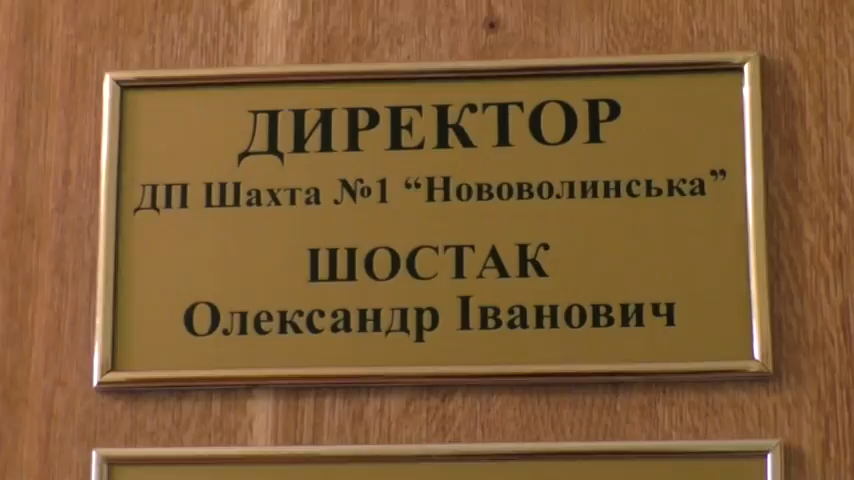 ДИРЕКТОР
ДП Шахта №1 “Нововолинська”
ШОСТАК
Олександр Іванович